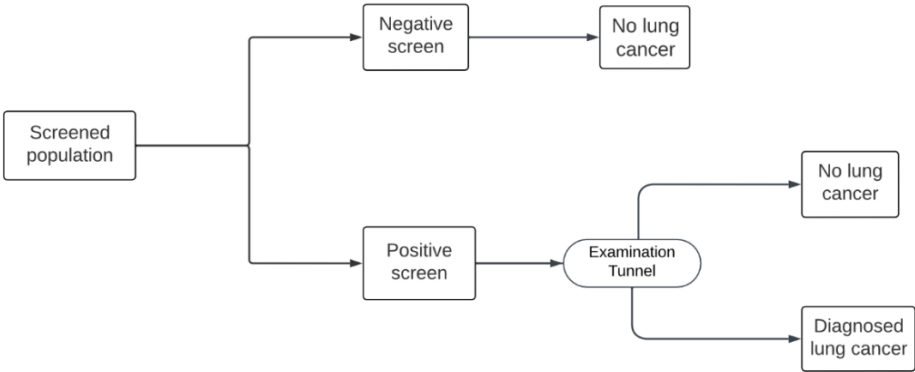 Negative
screen
No lung
cancer
Screened
population
No lung
cancer
Positive
screen
Examination
Tunnel
Diagnosed
lung cancer